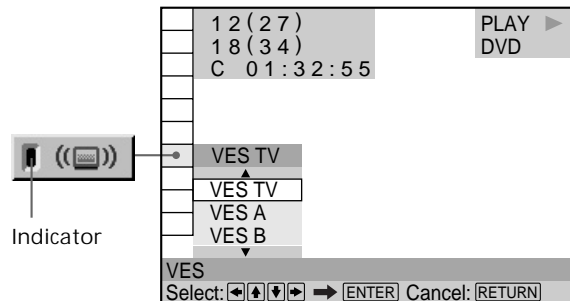 12(27)
18(34)
C 01:32:55
PLAY
DVD
VES TV
VES TV
VES A
VES B
Indicator
VES
Select: ENTER Cancel: RETURN